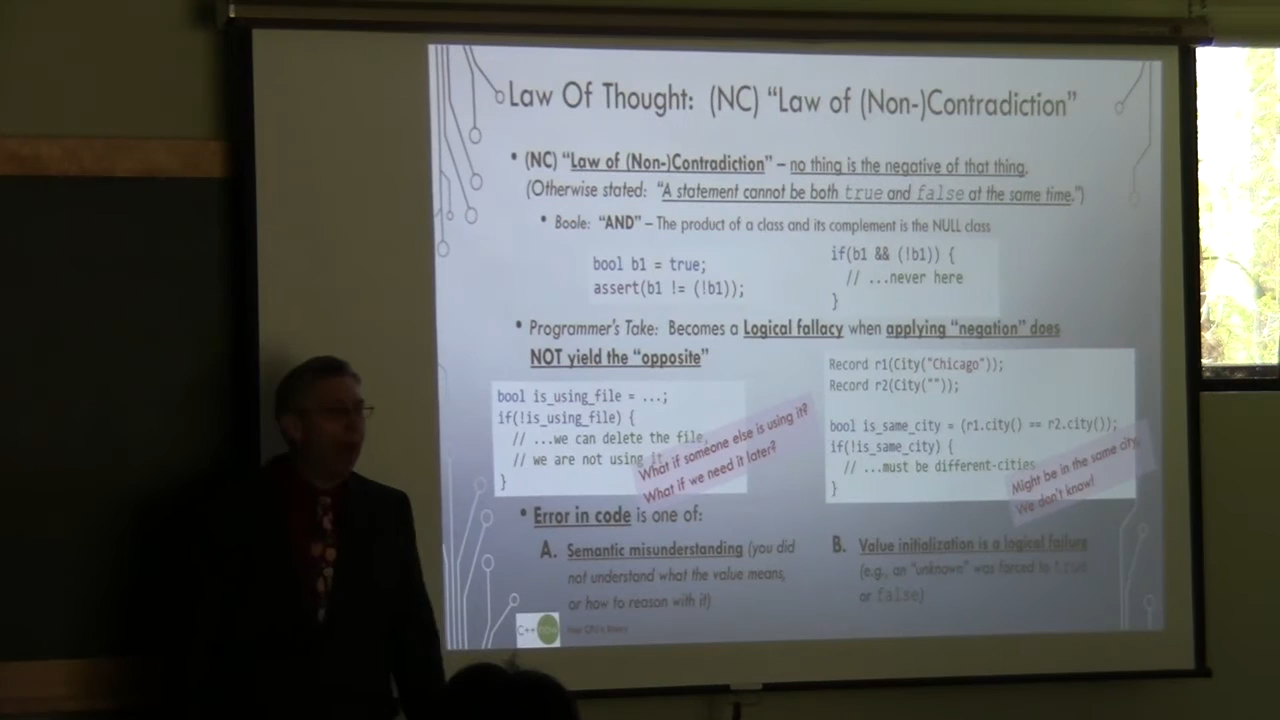 Law Of Thought: (NC) "Law of (Non-)Contradiction"
• (NC) "Law of (Non-)Contradiction" – no thing is the negative of that thing.
(Otherwise stated: "A statement cannot be both true and false at the same time.")
• Boole: "AND" – The product of a class and its complement is the NULL class
bool b1 = true;
assert(b1 != (!b1));
if(b1 && (!b1)) {
// ...never here
}
• Programmer's Take: Becomes a Logical fallacy when applying "negation" does
NOT yield the "opposite"
bool is_using_file = ...;
if(!is_using_file) {
// ...we can delete the file,
// we are not using it.
}
What if someone else is using it?
What if we need it later?
Record r1(City("Chicago"));
Record r2(City(""));
bool is_same_city = (r1.city() == r2.city());
if(!is_same_city) {
// ...must be different-cities
}
Might be in the same city,
We don't know!
• Error in code is one of:
A. Semantic misunderstanding (you did
not understand what the value means,
or how to reason with it)
B. Value initialization is a logical failure
(e.g., an "unknown" was forced to true
or false)
C++ now